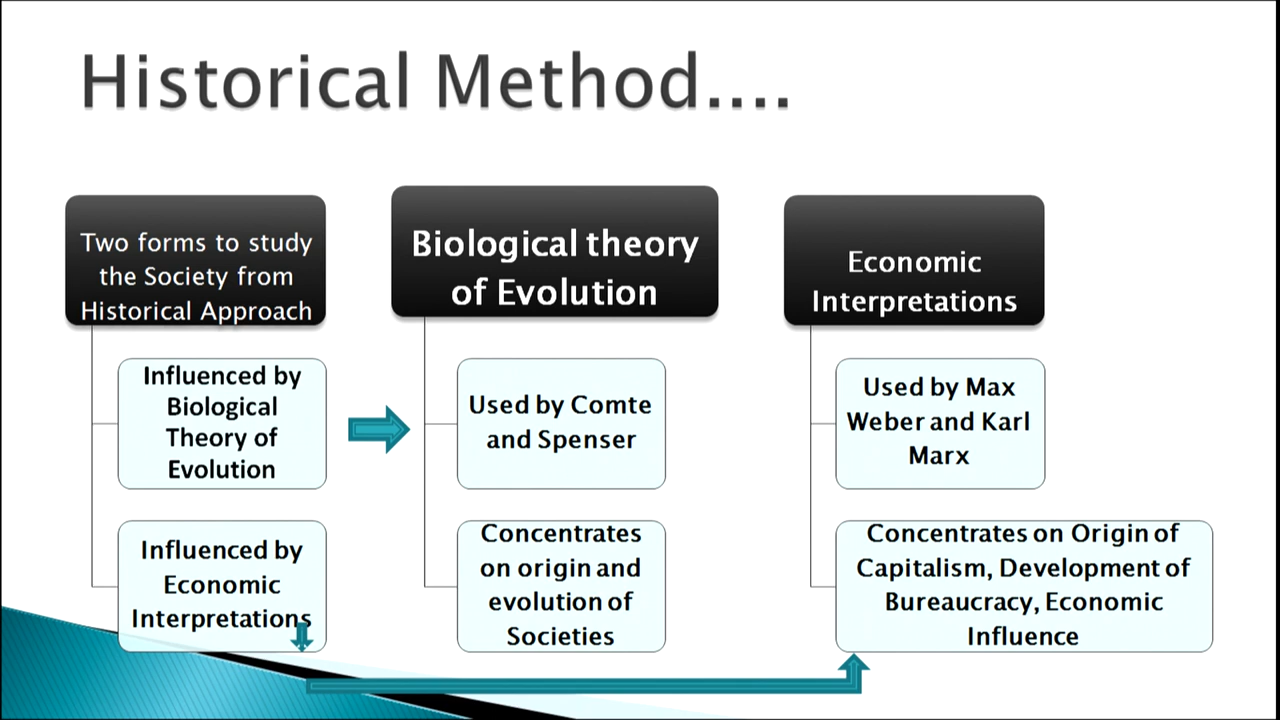 Historical Method....
Two forms to study
the Society from
Historical Approach
Influenced by
Biological
Theory of
Evolution
Influenced by
Economic
Interpretations
Biological theory
of Evolution
Used by Comte
and Spenser
Concentrates
on origin and
evolution of
Societies
Economic
Interpretations
Used by Max
Weber and Karl
Marx
Concentrates on Origin of
Capitalism, Development of
Bureaucracy, Economic
Influence